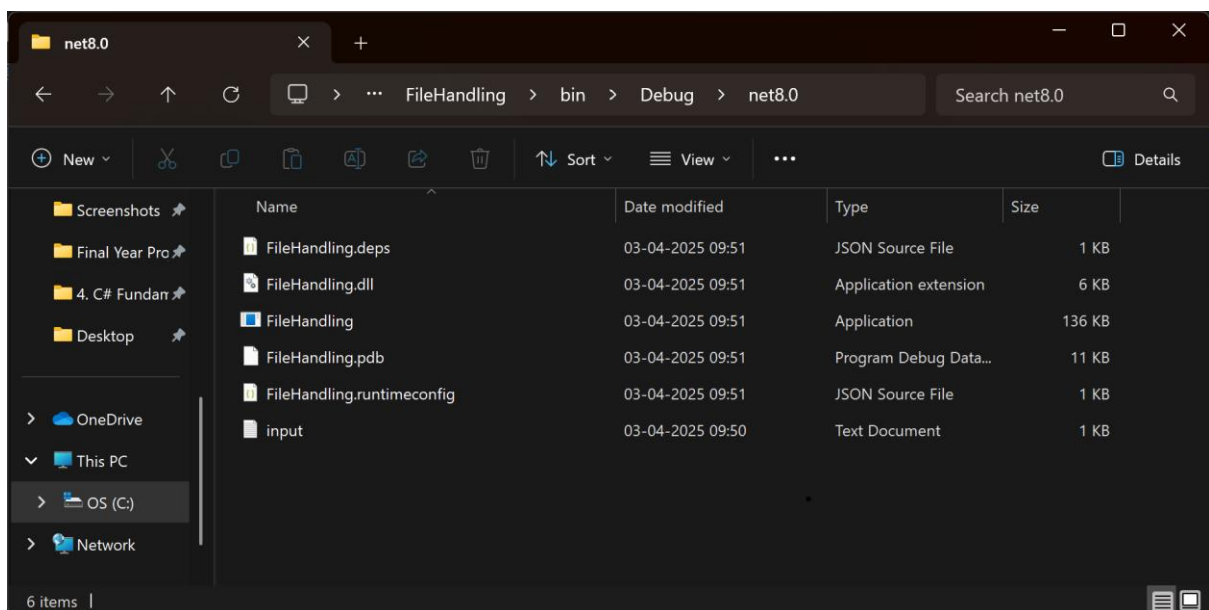 net8.0
FileHandling > bin > Debug > net8.0
Search net8.0
New
Sort
View
Details
Name Date modified Type Size
Screenshots
Final Year Pro
4. C# Fundam
Desktop
OneDrive
This PC
OS (C:)
Network
FileHandling.deps 03-04-2025 09:51 JSON Source File 1 KB
FileHandling.dll 03-04-2025 09:51 Application extension 6 KB
FileHandling 03-04-2025 09:51 Application 136 KB
FileHandling.pdb 03-04-2025 09:51 Program Debug Data... 11 KB
FileHandling.runtimeconfig 03-04-2025 09:51 JSON Source File 1 KB
input 03-04-2025 09:50 Text Document 1 KB
6 items